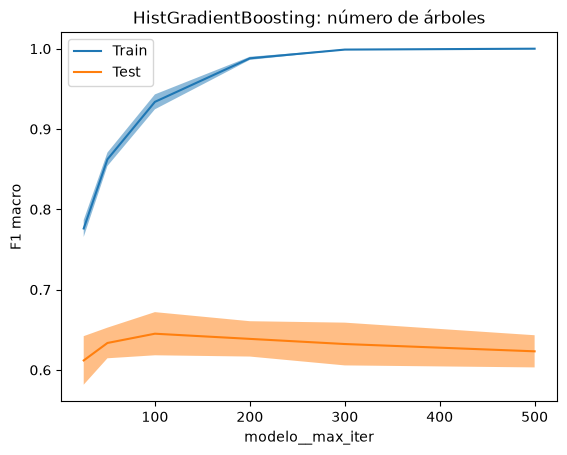 HistGradientBoosting: número de árboles
Train
Test
F1 macro
1.0
0.9
0.8
0.7
0.6
100 200 300 400 500
modelo__max_iter